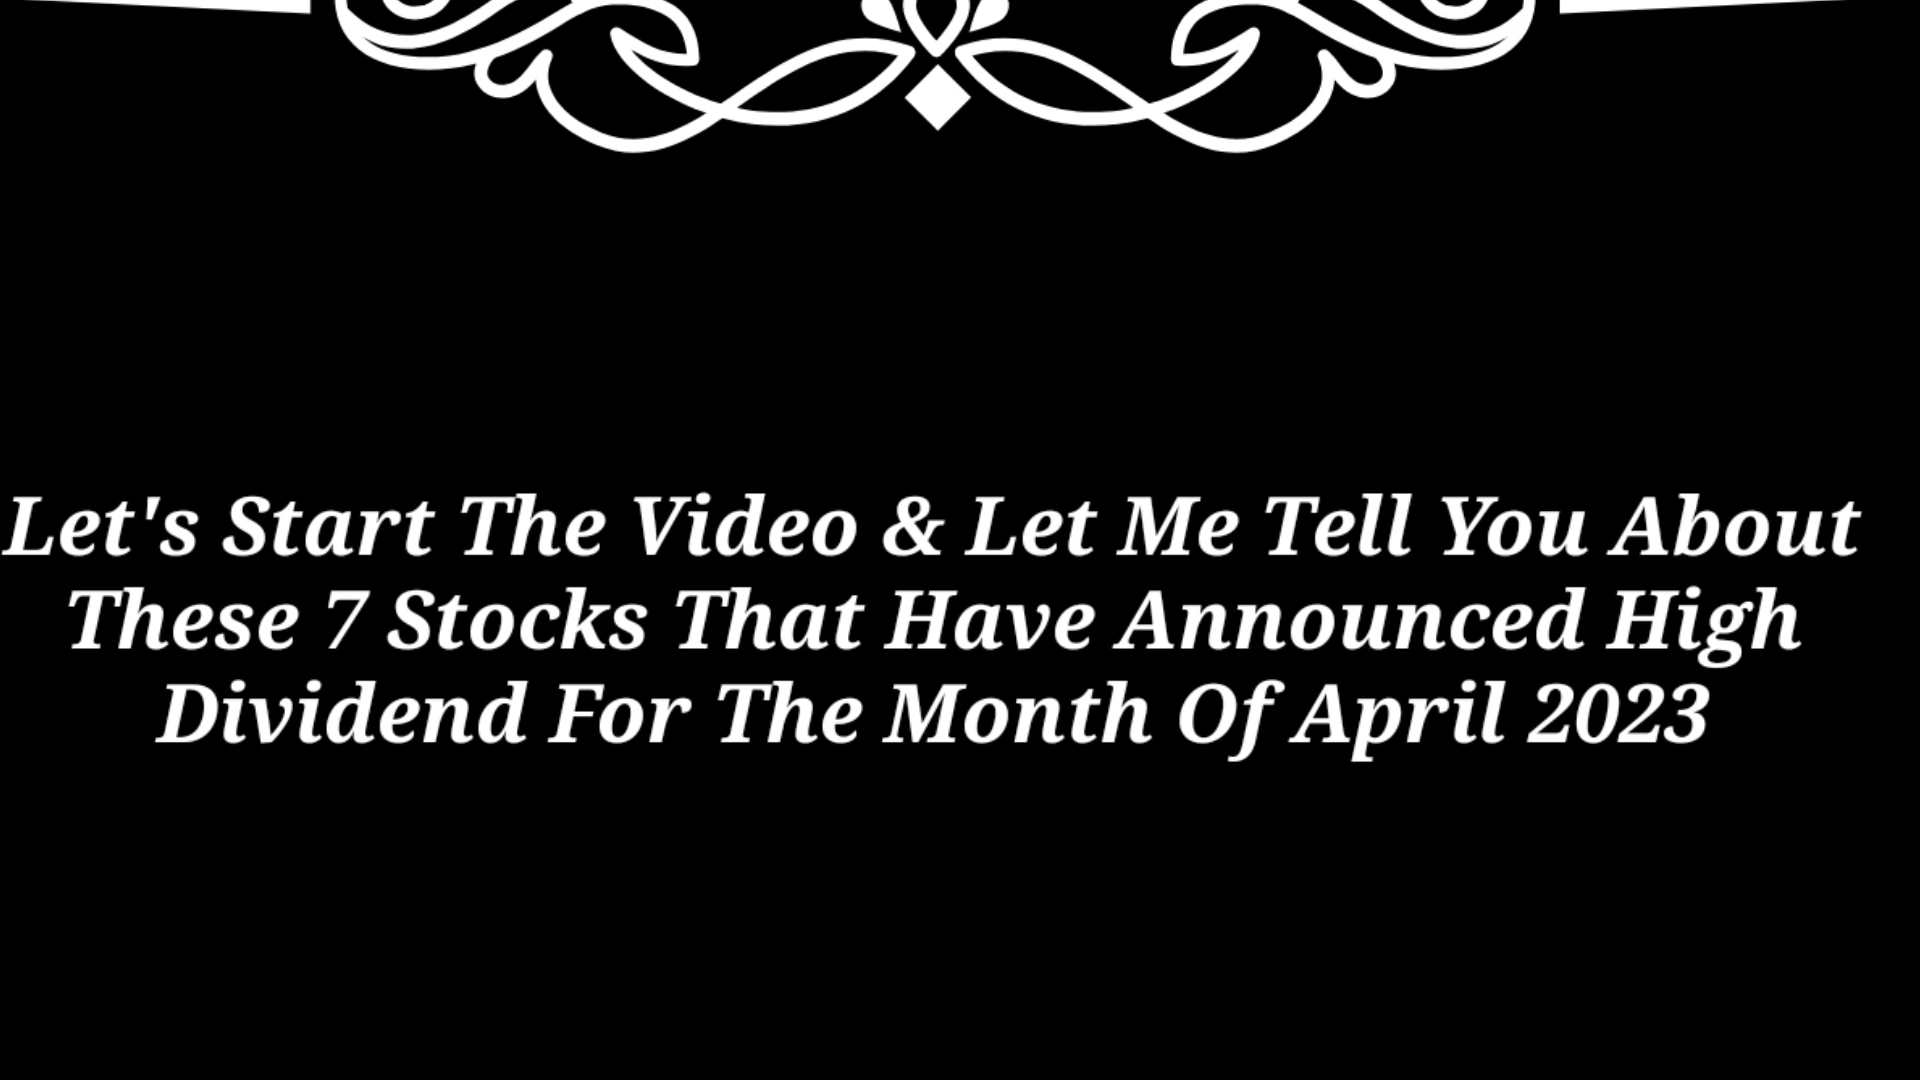 Let's Start The Video & Let Me Tell You About
These 7 Stocks That Have Announced High
Dividend For The Month Of April 2023